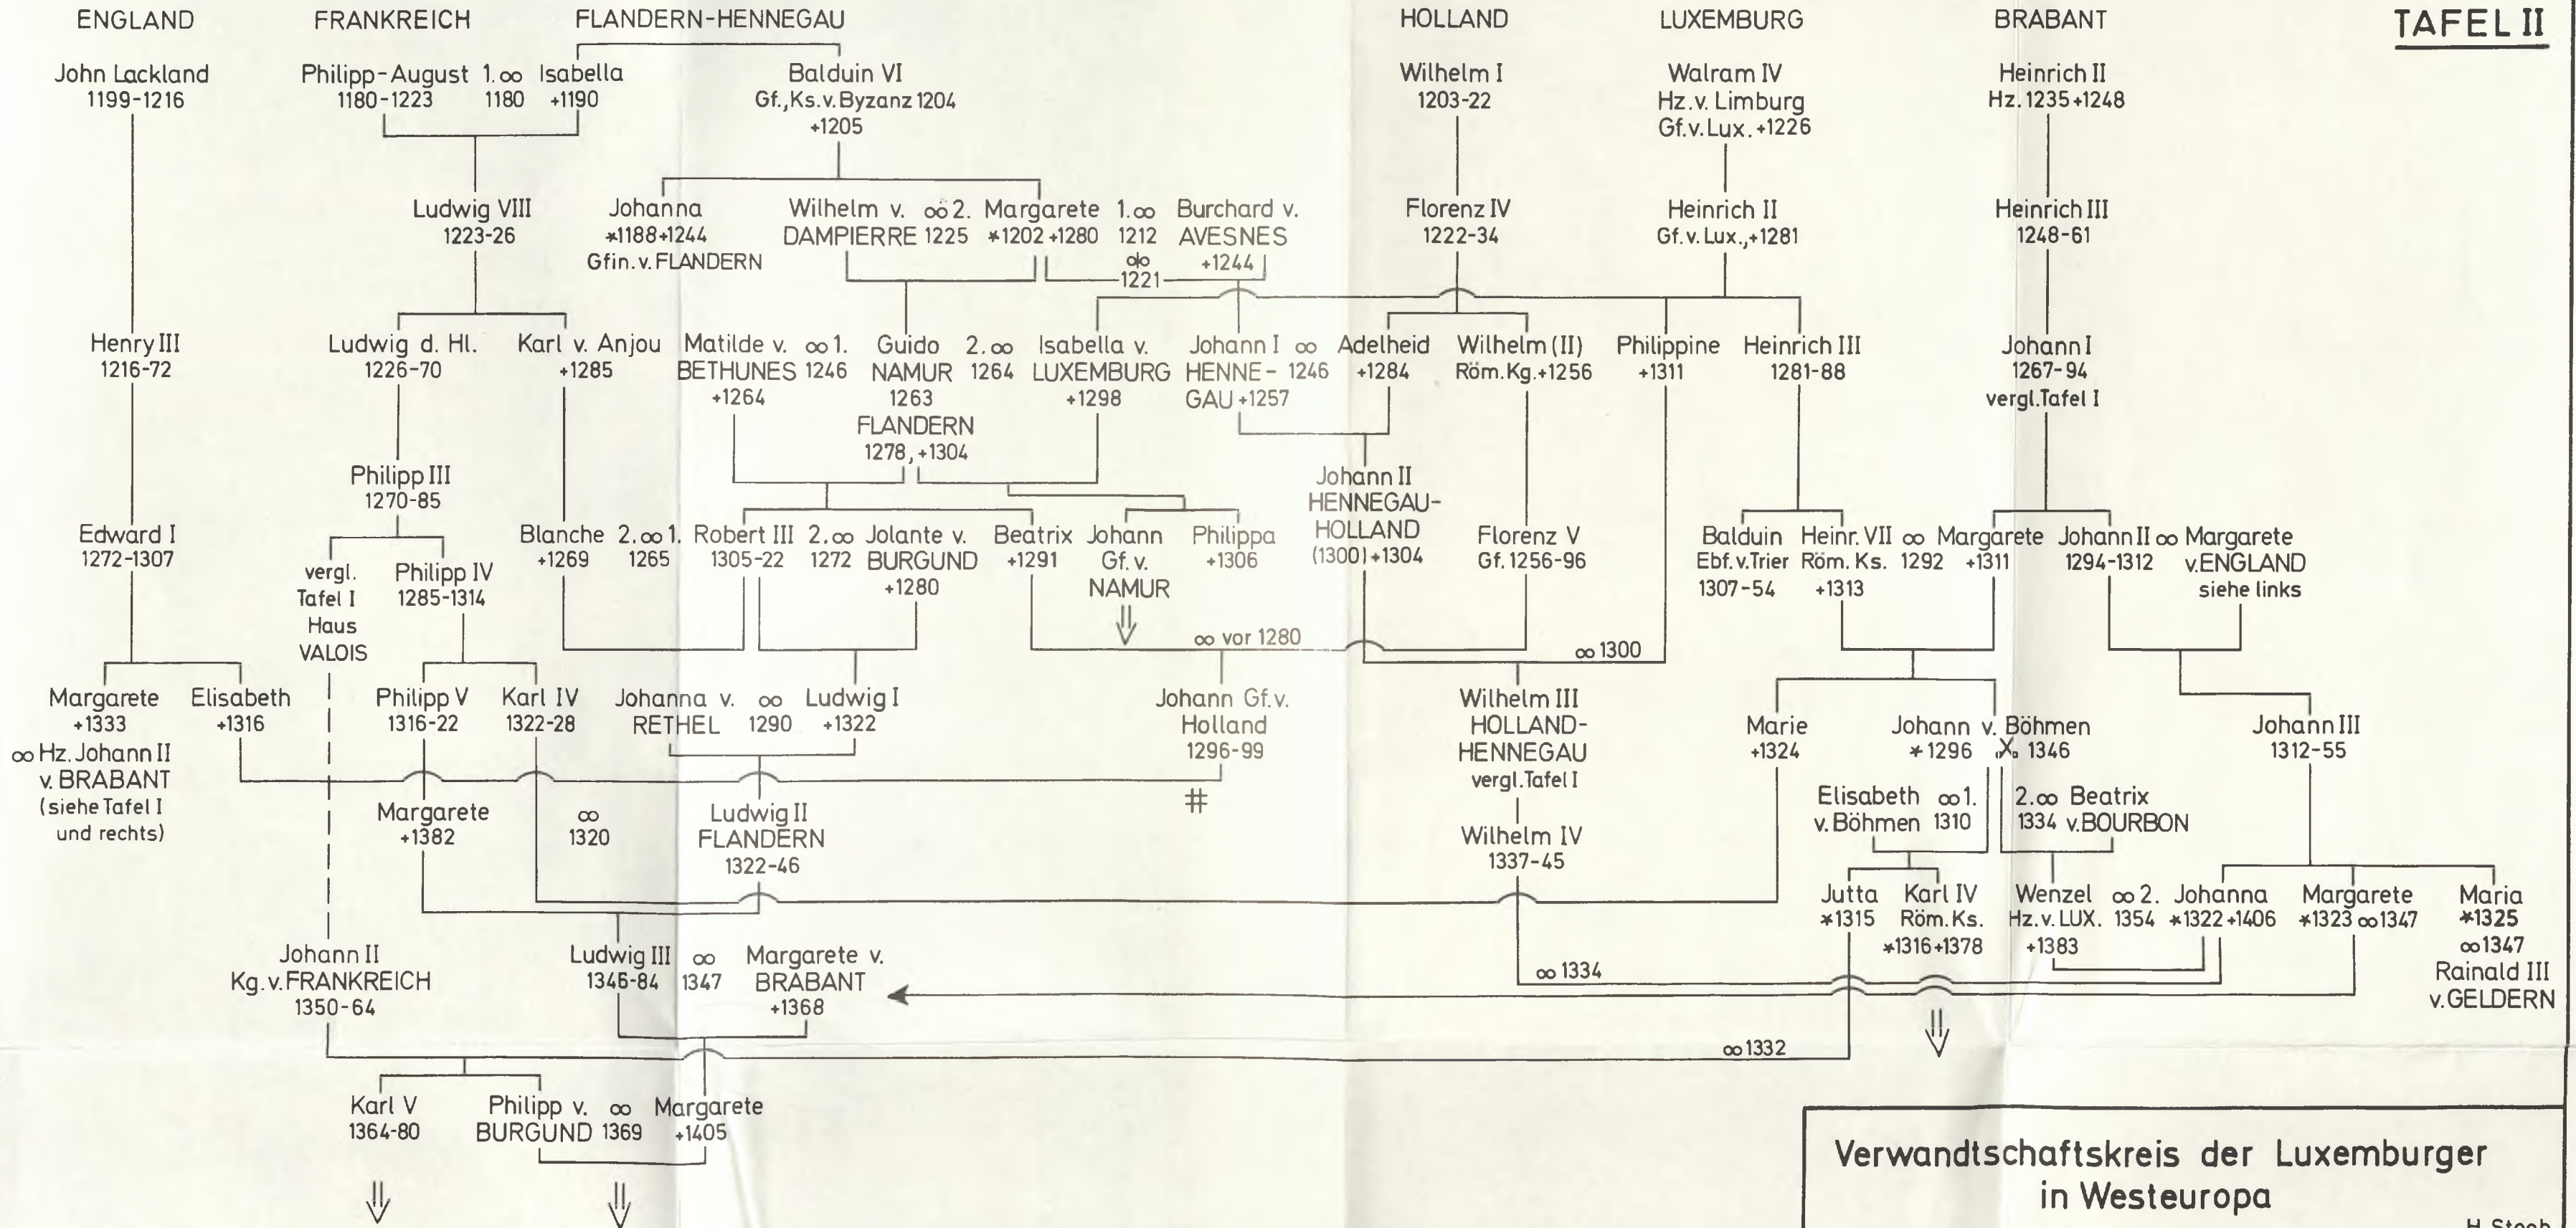 ENGLAND FRANKREICH FLANDERN-HENNEGAU HOLLAND LUXEMBURG BRABANT TAFEL II
John Lackland Philipp-August 1.∞ Isabella Balduin VI Wilhelm I Walram IV Heinrich II
1199-1216 1180-1223 1180 +1190 Gf.,Ks.v.Byzanz 1204 1203-22 Hz.v. Limburg Hz. 1235+1248
+1205 Gf.v. Lux. +1226
Ludwig VIII Johanna Wilhelm v. ∞ 2. Margarete 1.∞ Burchard v. Florenz IV Heinrich II Heinrich III
1223-26 *1188+1244 DAMPIERRE 1225 *1202+1280 1212 AVESNES 1222-34 Gf.v. Lux.,+1281 1248-61
Gfin.v. FLANDERN o|o +1244
1221
Henry III Ludwig d. Hl. Karl v. Anjou Matilde v. ∞1. Guido 2.∞ Isabella v. Johann I ∞ Adelheid Wilhelm (II) Philippine Heinrich III Johann I
1216-72 1226-70 +1285 BETHUNES 1246 NAMUR 1264 LUXEMBURG HENNE- 1246 +1284 Röm.Kg.+1256 +1311 1281-88 1267-94
+1264 1263 +1298 GAU +1257 vergl.Tafel I
FLANDERN
1278, +1304
Philipp III Johann II
1270-85 HENNEGAU-
Edward I Blanche 2.∞1. Robert III 2.∞ Jolante v. Beatrix Johann Philippa HOLLAND Florenz V Balduin Heinr. VII ∞ Margarete Johann II ∞ Margarete
1272-1307 +1269 1265 1305-22 1272 BURGUND +1291 Gf. v. +1306 (1300)+1304 Gf. 1256-96 Ebf.v.Trier Röm. Ks. 1292 +1311 1294-1312 v.ENGLAND
vergl. Philipp IV +1280 NAMUR 1307-54 +1313 siehe links
Tafel I 1285-1314
Haus
VALOIS ∞ vor 1280 ∞ 1300
Margarete Elisabeth Philipp V Karl IV Johanna v. ∞ Ludwig I Johann Gf.v. Wilhelm III Marie Johann v. Böhmen Johann III
+1333 +1316 1316-22 1322-28 RETHEL 1290 +1322 Holland HOLLAND- +1324 *1296 ⚔ 1346 1312-55
∞ Hz. Johann II 1296-99 HENNEGAU
v. BRABANT vergl.Tafel I
(siehe Tafel I # Elisabeth ∞1. 2.∞ Beatrix
und rechts) Margarete ∞ Ludwig II v. Böhmen 1310 1334 v.BOURBON
+1382 1320 FLANDERN Wilhelm IV
1322-46 1337-45
Jutta Karl IV Wenzel ∞ 2. Johanna Margarete Maria
*1315 Röm. Ks. Hz.v. LUX. 1354 *1322+1406 *1323∞1347 *1325
*1316+1378 +1383 ∞1347
Johann II Ludwig III ∞ Margarete v. Rainald III
Kg.v.FRANKREICH 1346-84 1347 BRABANT ∞ 1334 v.GELDERN
1350-64 +1368
∞ 1332
Karl V Philipp v. ∞ Margarete
1364-80 BURGUND 1369 +1405
Verwandtschaftskreis der Luxemburger
in Westeuropa
H. Stoob